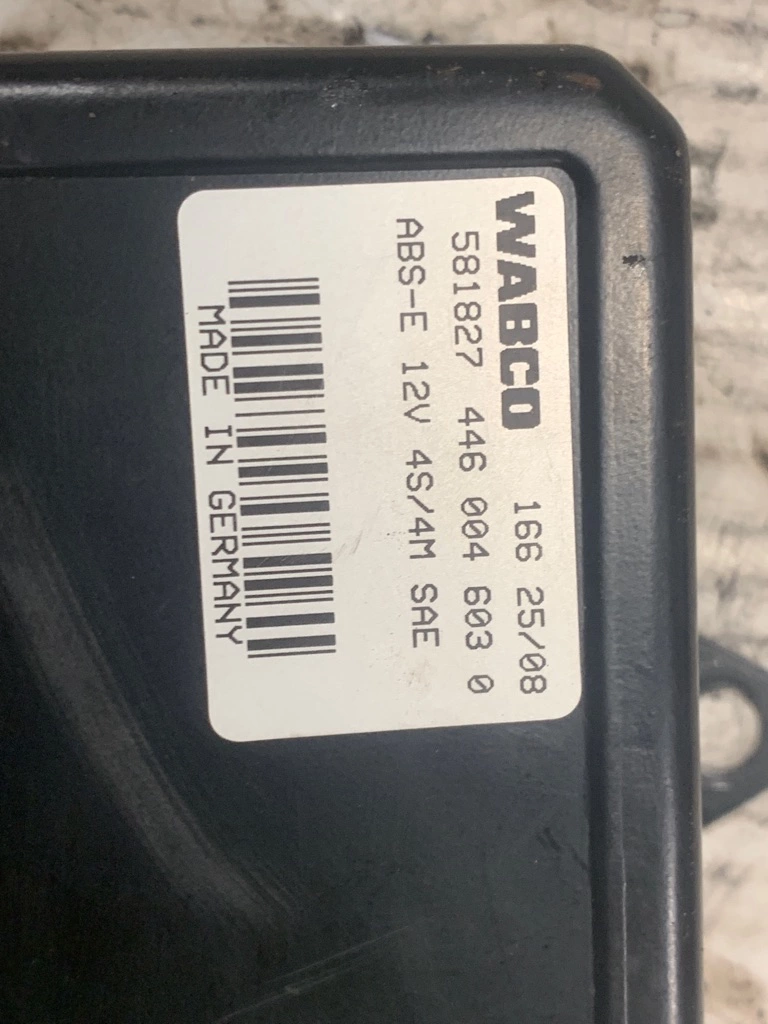 WABCO 166 25/08
581827 446 004 603 0
ABS-E 12V 4S/4M SAE
MADE IN GERMANY